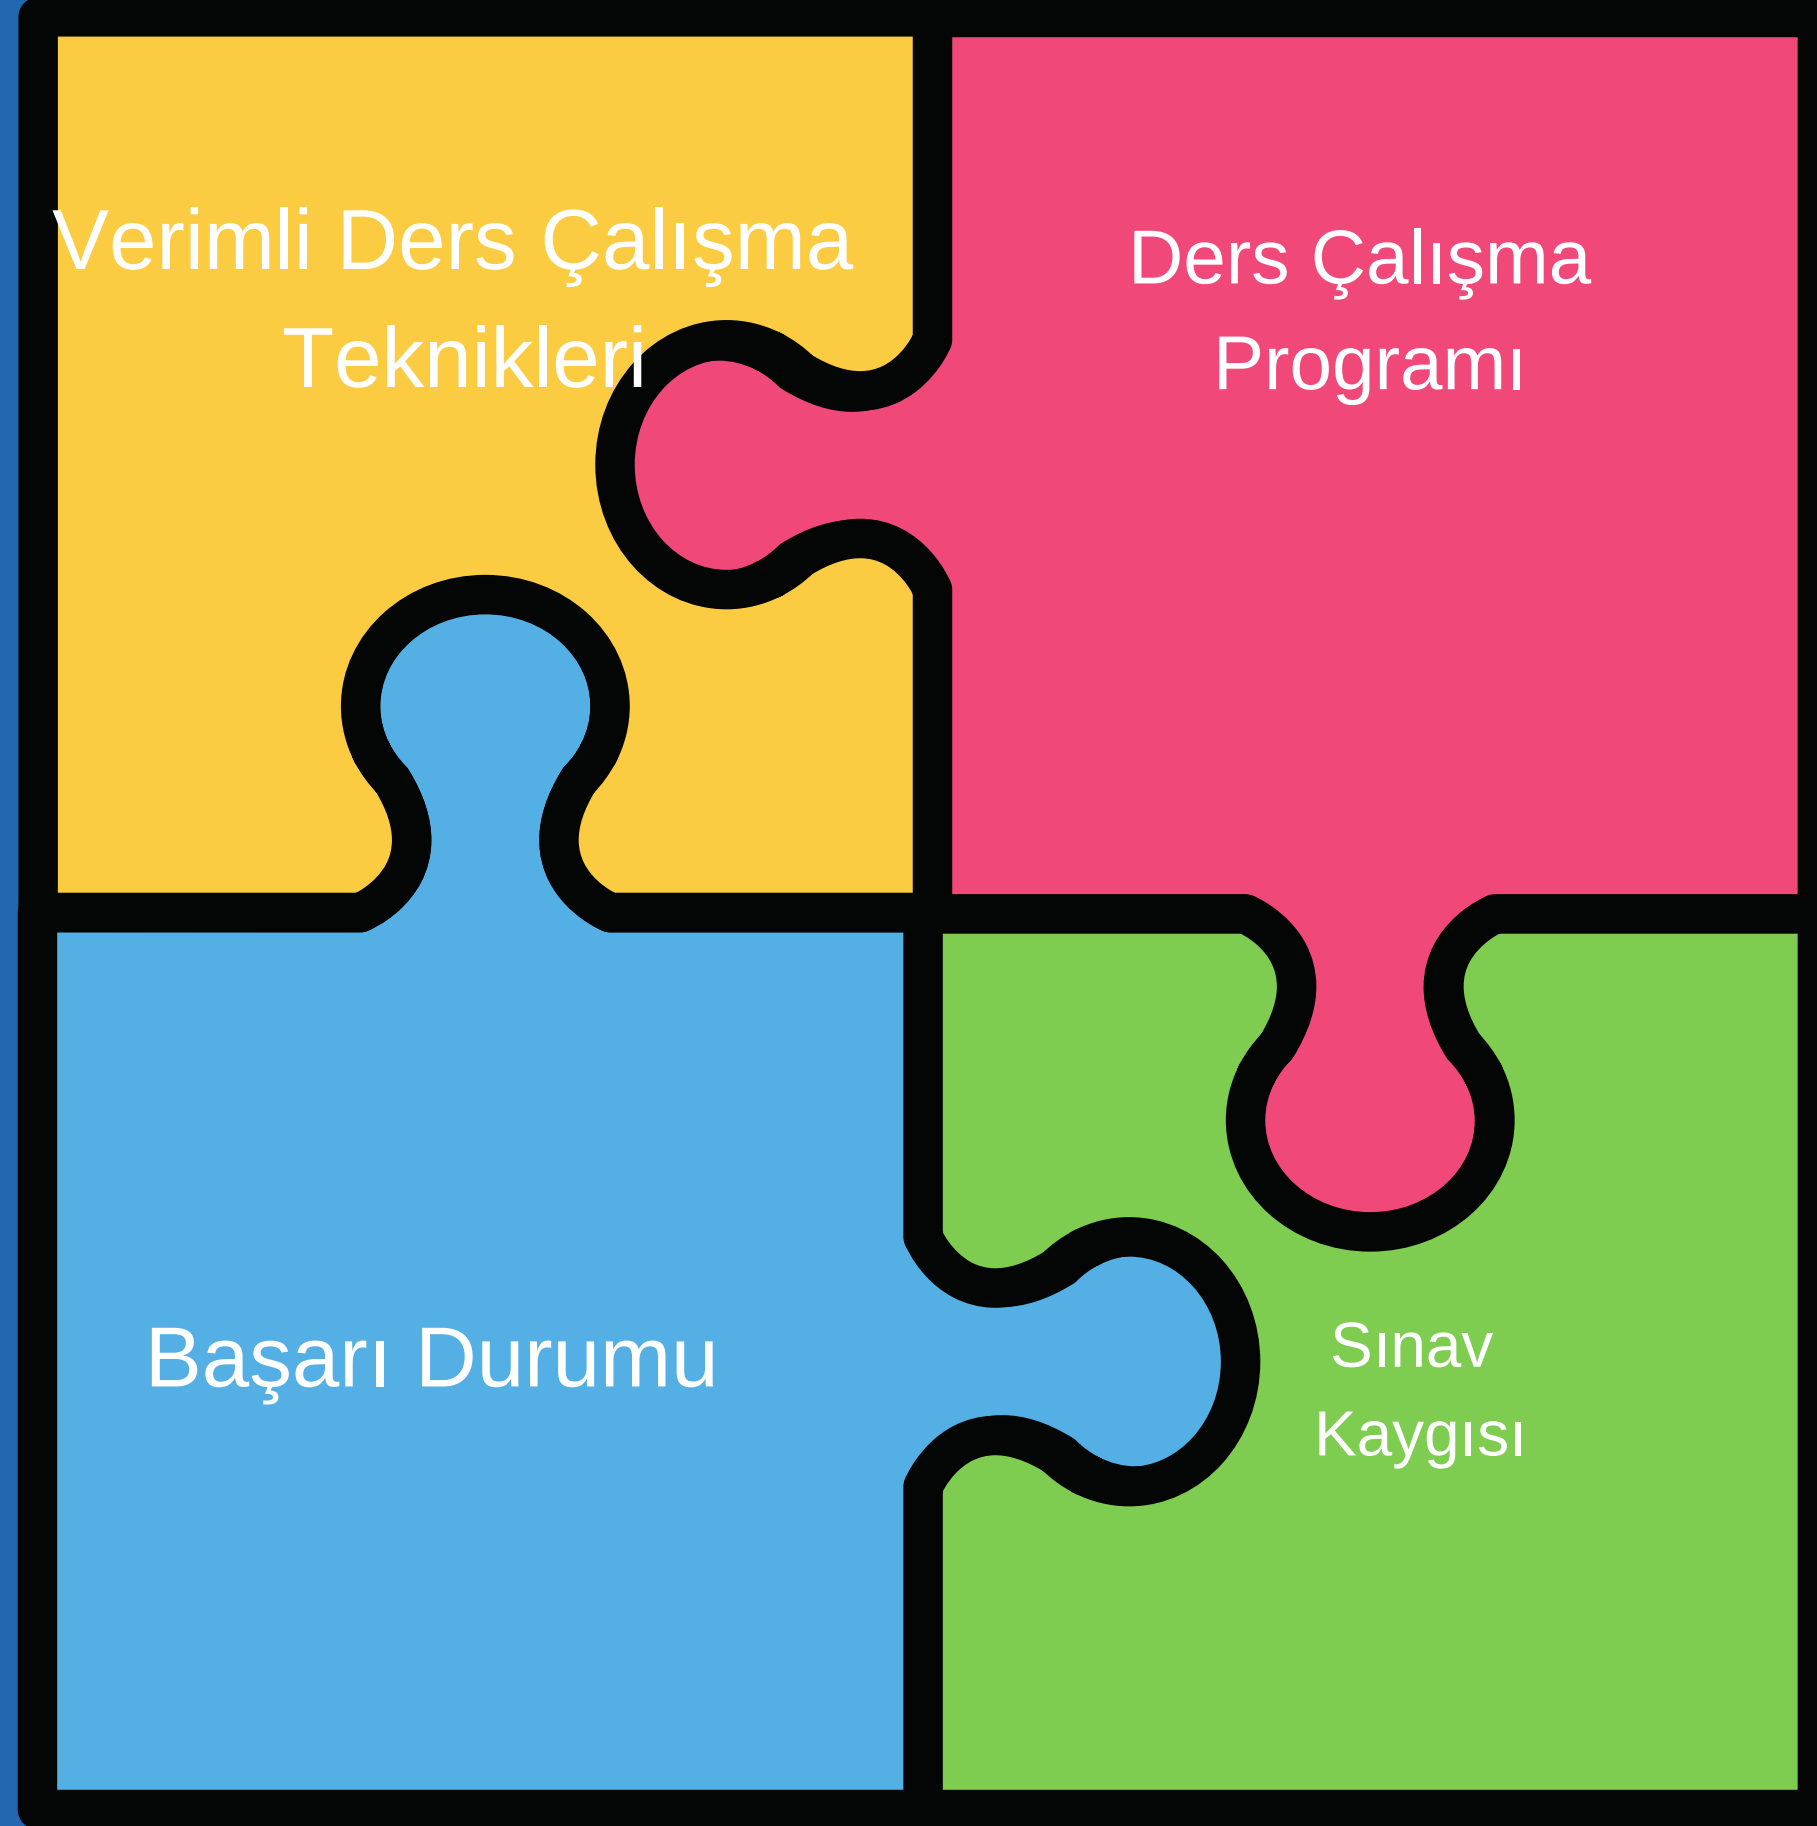 Verimli Ders Çalışma
Teknikleri
Ders Çalışma
Programı
Başarı Durumu
Sınav
Kaygısı